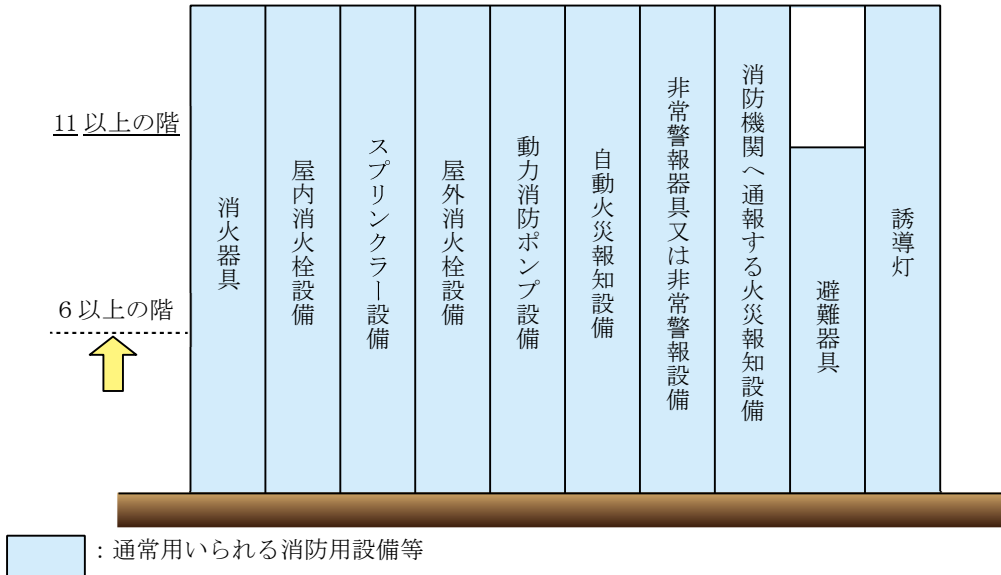 11 以上の階
6 以上の階
消火器具
屋内消火栓設備
スプリンクラー設備
屋外消火栓設備
動力消防ポンプ設備
自動火災報知設備
非常警報器具又は非常警報設備
消防機関へ通報する火災報知設備
避難器具
誘導灯
：通常用いられる消防用設備等